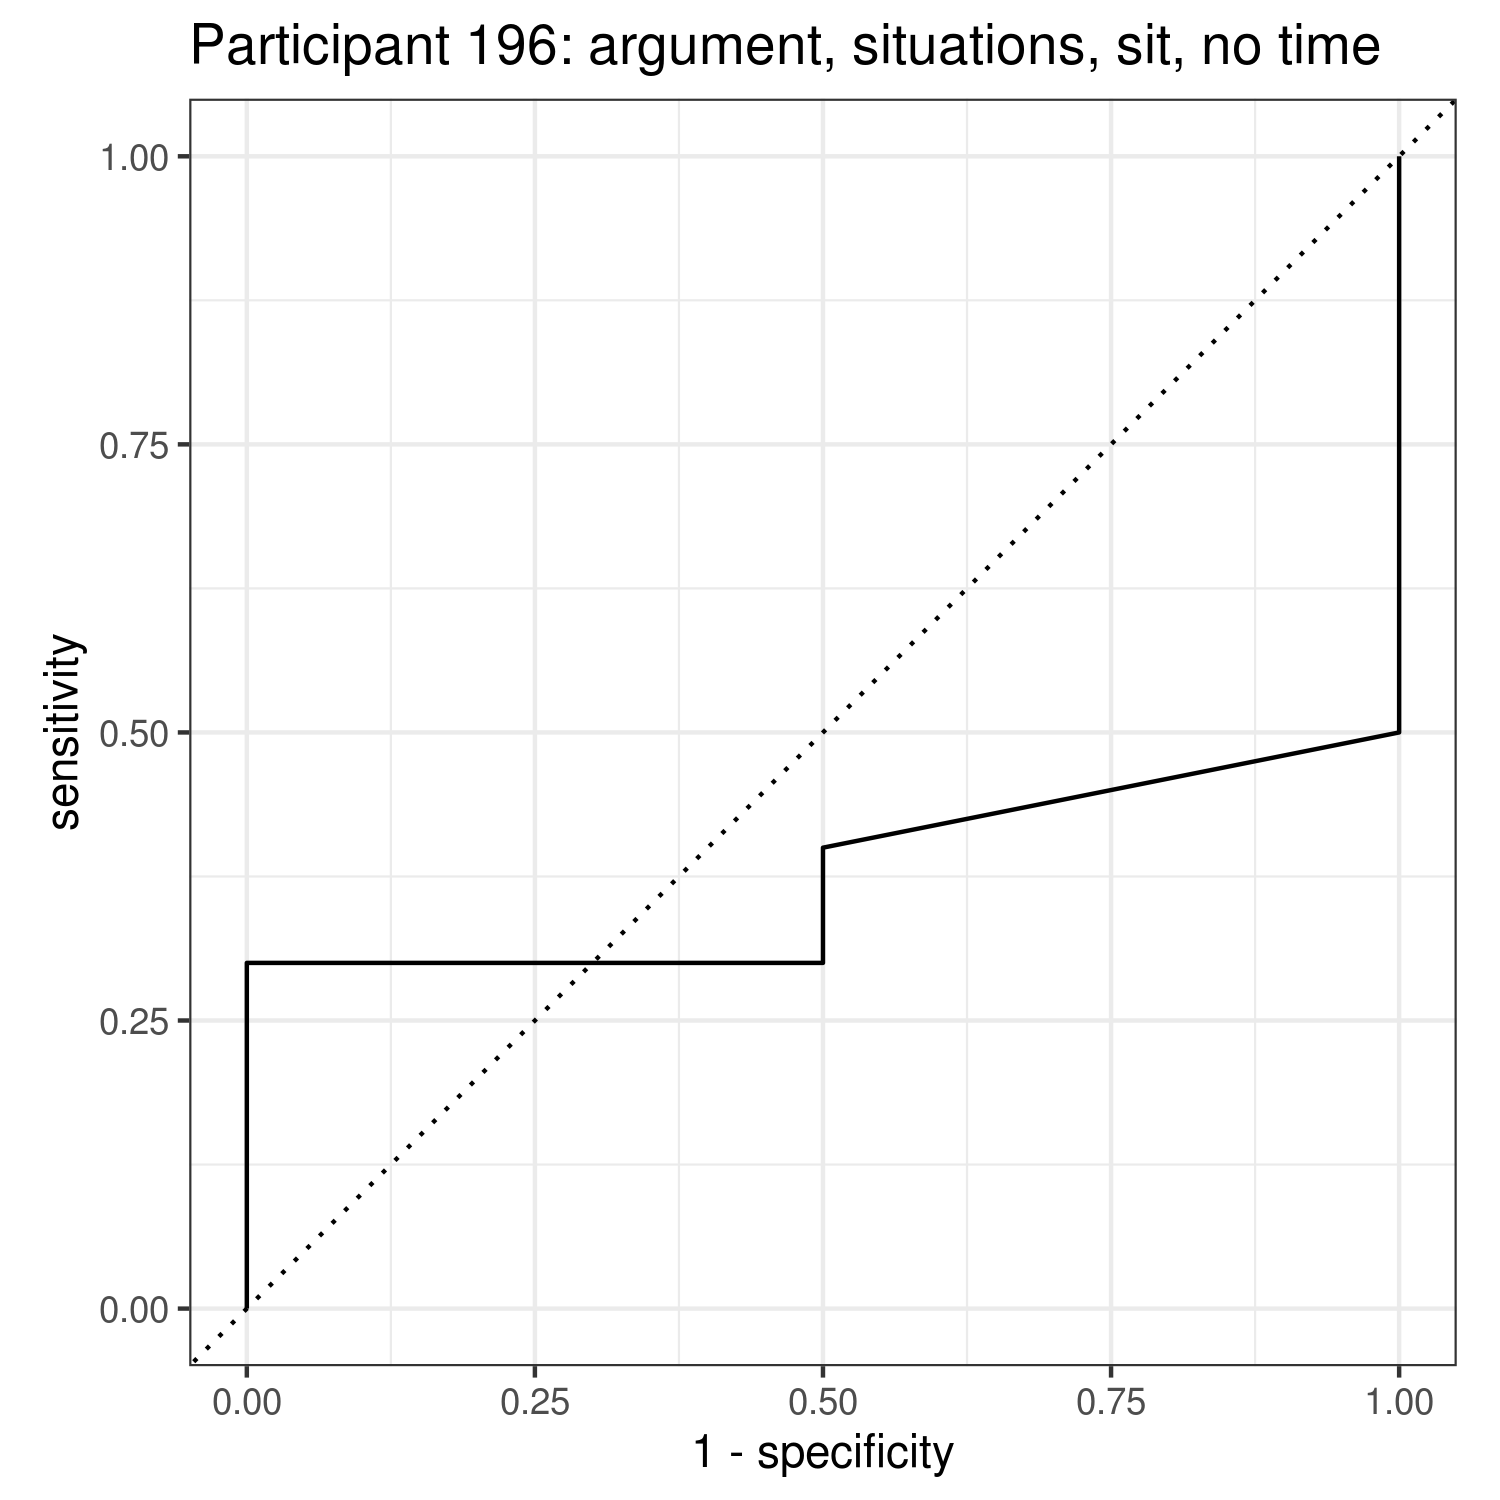 Participant 196: argument, situations, sit, no time
1.00
0.75
0.50
0.25
0.00
sensitivity
0.00 0.25 0.50 0.75 1.00
1 - specificity